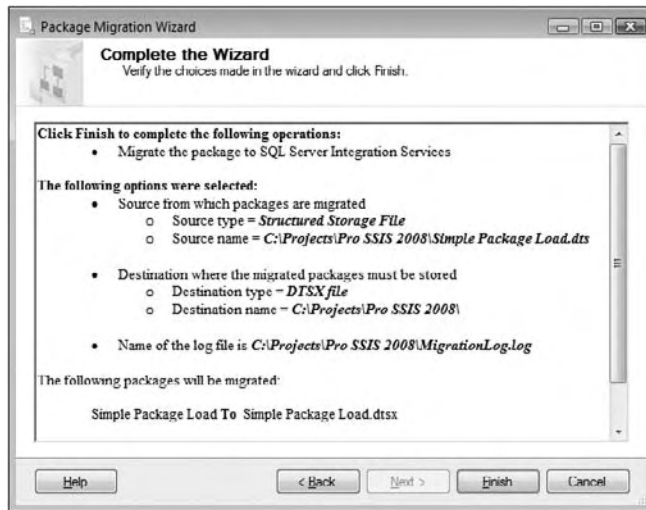 Package Migration Wizard
Complete the Wizard
Verify the choices made in the wizard and click Finish.
Click Finish to complete the following operations:
• Migrate the package to SQL Server Integration Services
The following options were selected:
• Source from which packages are migrated
o Source type = Structured Storage File
o Source name = C:\Projects\Pro SSIS 2008\Simple Package Load.dts
• Destination where the migrated packages must be stored
o Destination type = DTSX file
o Destination name = C:\Projects\Pro SSIS 2008\
• Name of the log file is C:\Projects\Pro SSIS 2008\MigrationLog.log
The following packages will be migrated:
Simple Package Load To Simple Package Load.dtsx
Help
< Back
Next >
Finish
Cancel